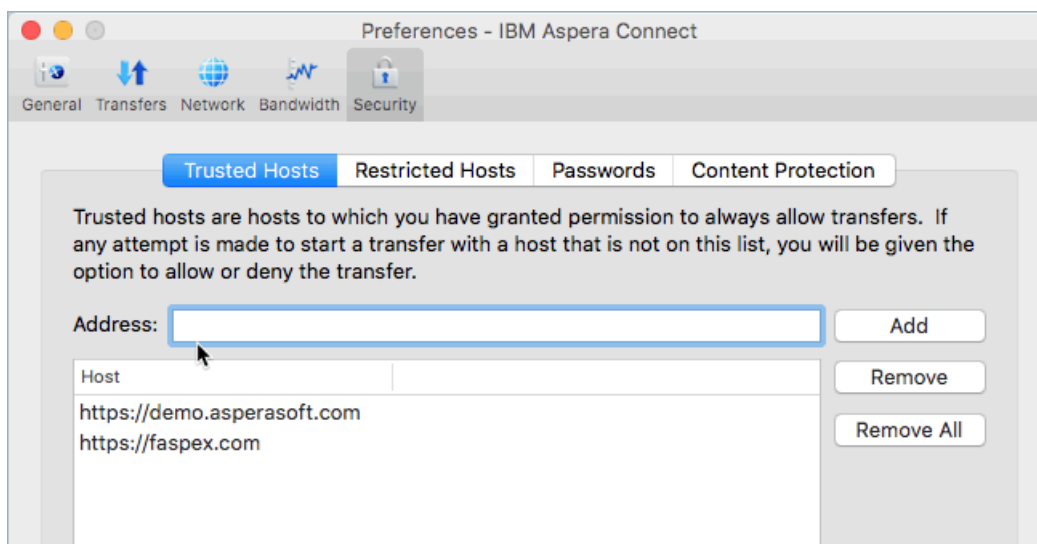 Preferences - IBM Aspera Connect
General Transfers Network Bandwidth Security
Trusted Hosts Restricted Hosts Passwords Content Protection
Trusted hosts are hosts to which you have granted permission to always allow transfers.  If
any attempt is made to start a transfer with a host that is not on this list, you will be given the
option to allow or deny the transfer.
Address: Add
Host Remove
https://demo.asperasoft.com
Remove All
https://faspex.com